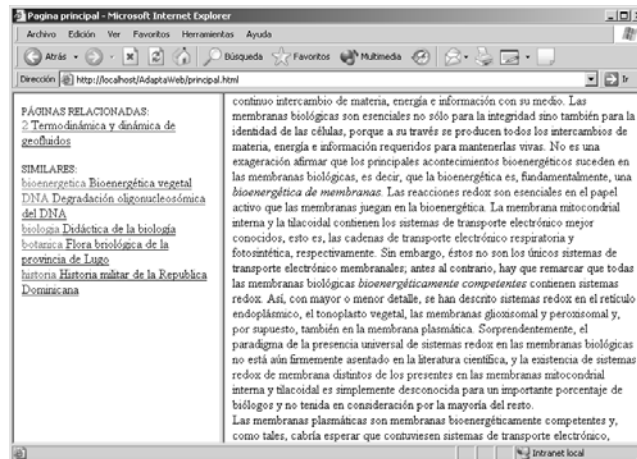 Pagina principal - Microsoft Internet Explorer
Archivo Edición Ver Favoritos Herramientas Ayuda
Atrás Búsqueda Favoritos Multimedia
Dirección http://localhost/AdaptaWeb/principal.html Ir
PÁGINAS RELACIONADAS:
2 Termodinámica y dinámica de
geofluidos
SIMILARES:
bioenergetica Bioenergética vegetal
DNA Degradación oligonucleosómica
del DNA
biologia Didáctica de la biología
botanica Flora briológica de la
provincia de Lugo
historia Historia militar de la Republica
Dominicana
continuo intercambio de materia, energía e información con su medio. Las
membranas biológicas son esenciales no sólo para la integridad sino también para la
identidad de las células, porque a su través se producen todos los intercambios de
materia, energía e información requeridos para mantenerlas vivas. No es una
exageración afirmar que los principales acontecimientos bioenergéticos suceden en
las membranas biológicas, es decir, que la bioenergética es, fundamentalmente, una
bioenergética de membranas. Las reacciones redox son esenciales en el papel
activo que las membranas juegan en la bioenergética. La membrana mitocondrial
interna y la tilacoidal contienen los sistemas de transporte electrónico mejor
conocidos, esto es, las cadenas de transporte electrónico respiratoria y
fotosintética, respectivamente. Sin embargo, éstos no son los únicos sistemas de
transporte electrónico membranales; antes al contrario, hay que remarcar que todas
las membranas biológicas bioenergéticamente competentes contienen sistemas
redox. Así, con mayor o menor detalle, se han descrito sistemas redox en el retículo
endoplásmico, el tonoplasto vegetal, las membranas glioxisomal y peroxisomal y,
por supuesto, también en la membrana plasmática. Sorprendentemente, el
paradigma de la presencia universal de sistemas redox en las membranas biológicas
no está aún firmemente asentado en la literatura científica, y la existencia de sistemas
redox de membrana distintos de los presentes en las membranas mitocondrial
interna y tilacoidal es simplemente desconocida para un importante porcentaje de
biólogos y no tenida en consideración por la mayoría del resto.
Las membranas plasmáticas son membranas bioenergéticamente competentes y,
como tales, cabría esperar que contuviesen sistemas de transporte electrónico,
Intranet local